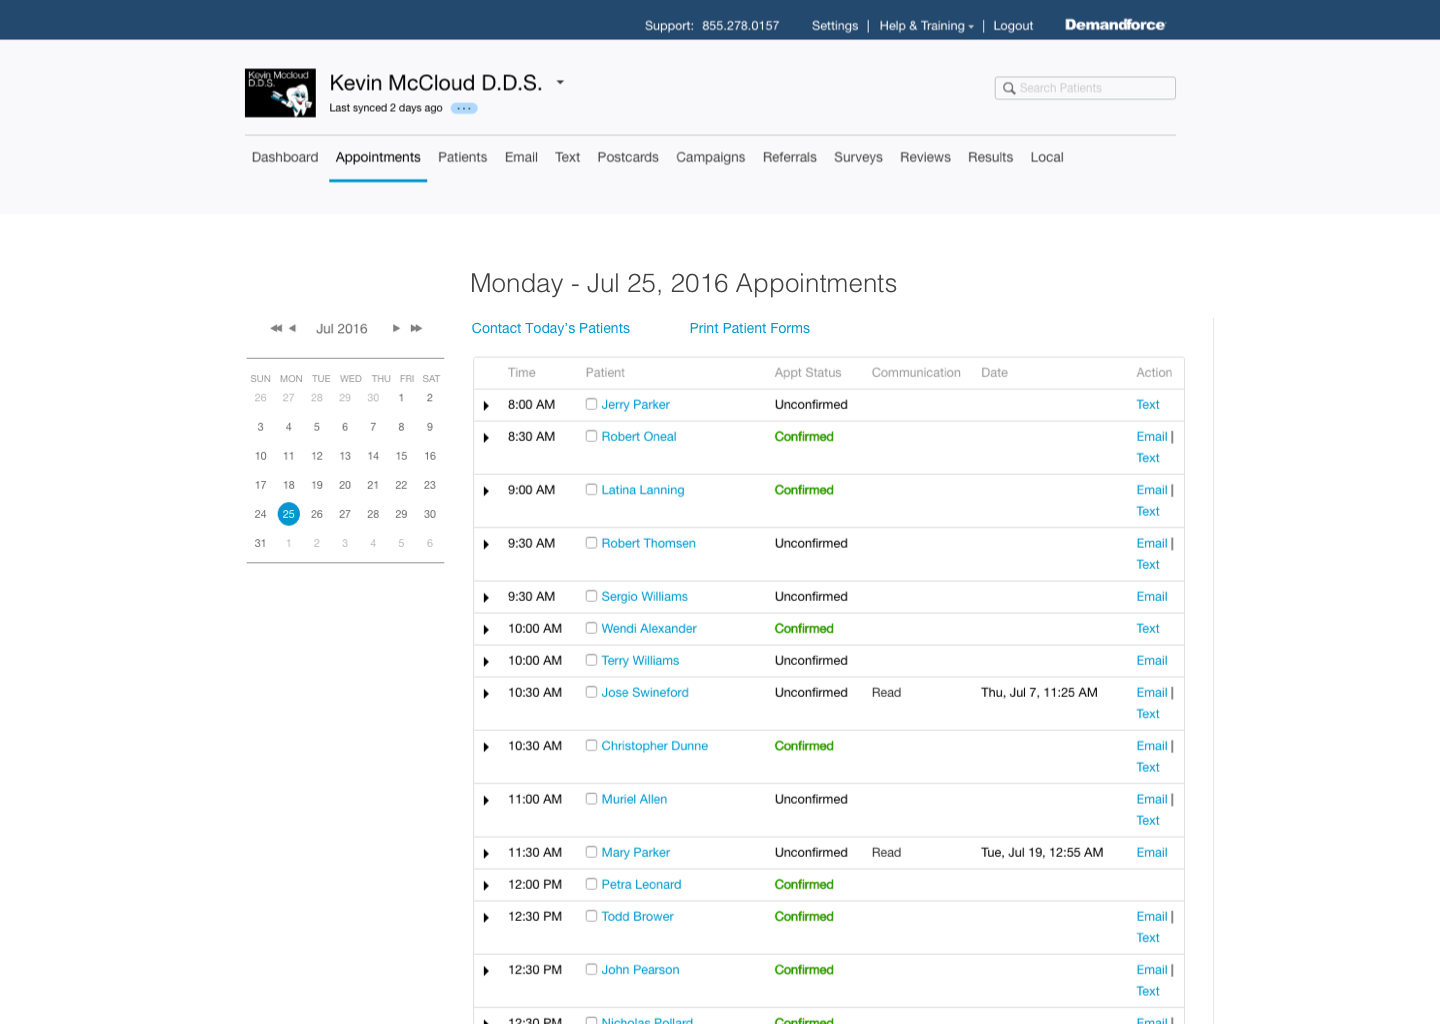 Support: 855.278.0157 Settings | Help & Training | Logout Demandforce
Kevin Mccloud
D.D.S.
Kevin McCloud D.D.S.
Last synced 2 days ago
Search Patients
Dashboard Appointments Patients Email Text Postcards Campaigns Referrals Surveys Reviews Results Local
Monday - Jul 25, 2016 Appointments
Jul 2016
SUN MON TUE WED THU FRI SAT
26 27 28 29 30 1 2
3 4 5 6 7 8 9
10 11 12 13 14 15 16
17 18 19 20 21 22 23
24 25 26 27 28 29 30
31 1 2 3 4 5 6
Contact Today's Patients Print Patient Forms
Time Patient Appt Status Communication Date Action
8:00 AM Jerry Parker Unconfirmed Text
8:30 AM Robert Oneal Confirmed Email |
Text
9:00 AM Latina Lanning Confirmed Email |
Text
9:30 AM Robert Thomsen Unconfirmed Email |
Text
9:30 AM Sergio Williams Unconfirmed Email
10:00 AM Wendi Alexander Confirmed Text
10:00 AM Terry Williams Unconfirmed Email
10:30 AM Jose Swineford Unconfirmed Read Thu, Jul 7, 11:25 AM Email |
Text
10:30 AM Christopher Dunne Confirmed Email |
Text
11:00 AM Muriel Allen Unconfirmed Email |
Text
11:30 AM Mary Parker Unconfirmed Read Tue, Jul 19, 12:55 AM Email
12:00 PM Petra Leonard Confirmed
12:30 PM Todd Brower Confirmed Email |
Text
12:30 PM John Pearson Confirmed Email |
Text
12:30 PM Nicholas Pollard Confirmed Email |